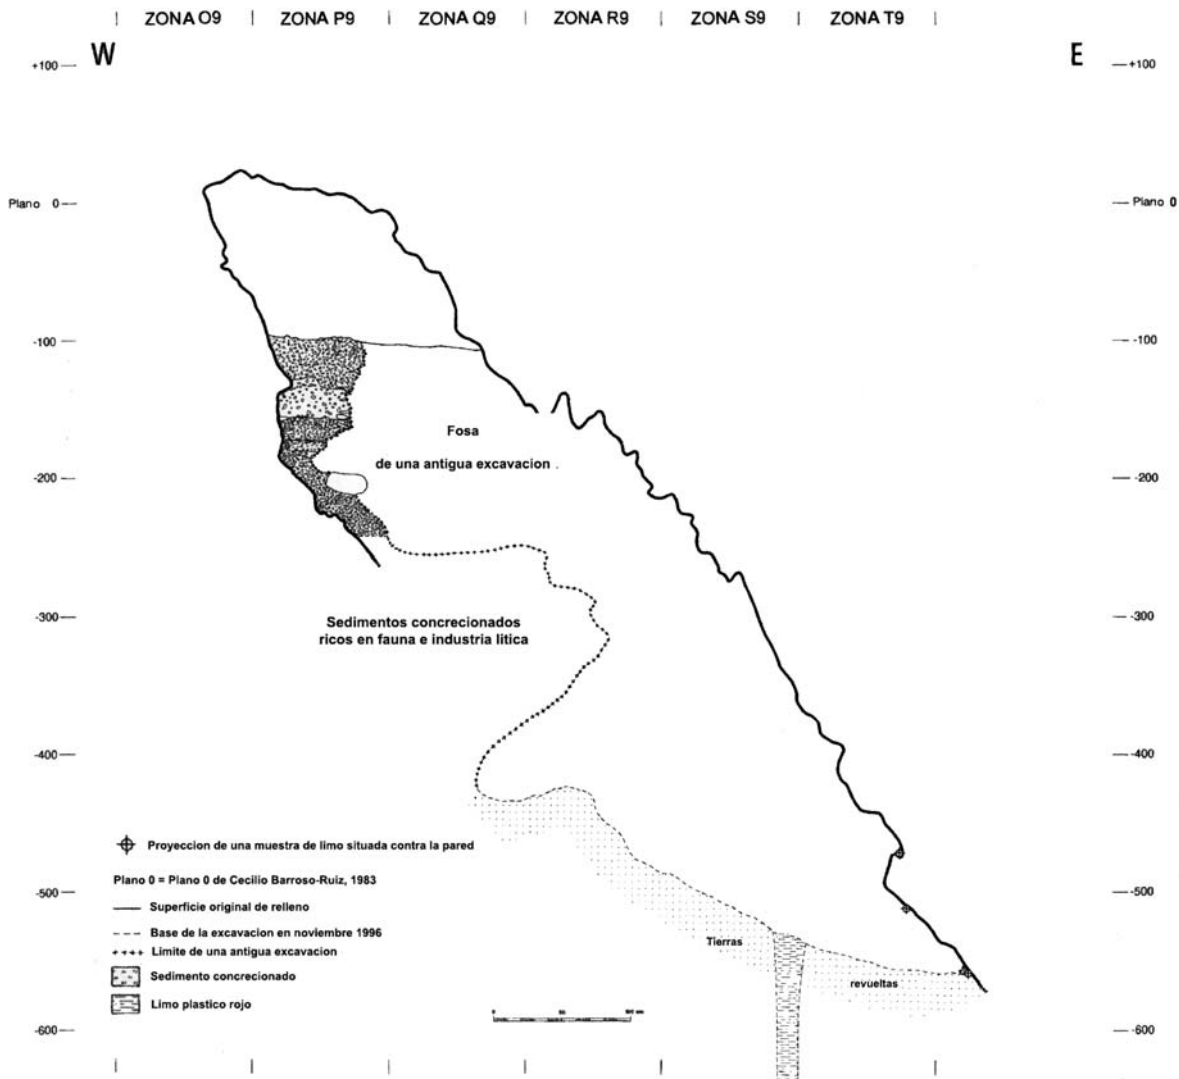 ZONA O9 ZONA P9 ZONA Q9 ZONA R9 ZONA S9 ZONA T9
W E
+100 +100
Plano 0 Plano 0
-100 -100
Fosa
de una antigua excavacion .
-200 -200
-300 -300
Sedimentos concrecionados
ricos en fauna e industria litica
-400 -400
Proyeccion de una muestra de limo situada contra la pared
Plano 0 = Plano 0 de Cecilio Barroso-Ruiz, 1983
-500 -500
Superficie original de relleno
Base de la excavacion en noviembre 1996
Tierras
Limite de una antigua excavacion
Sedimento concrecionado
revueltas
Limo plastico rojo
0 50 100 cm
-600 -600